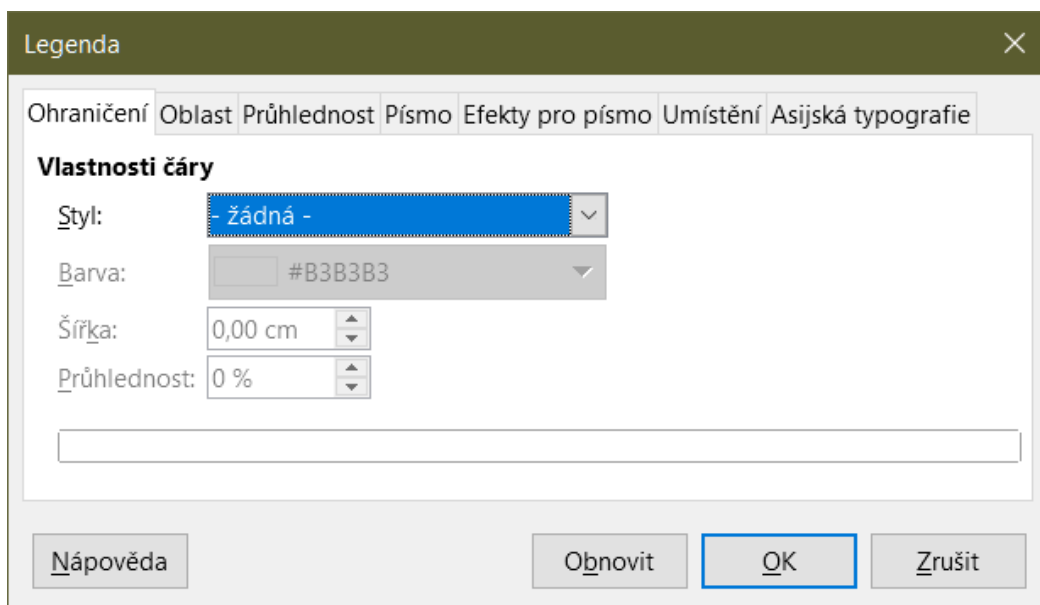 Legenda
Ohraničení Oblast Průhlednost Písmo Efekty pro písmo Umístění Asijská typografie
Vlastnosti čáry
Styl: - žádná -
Barva: #B3B3B3
Šířka: 0,00 cm
Průhlednost: 0 %
Nápověda Obnovit OK Zrušit